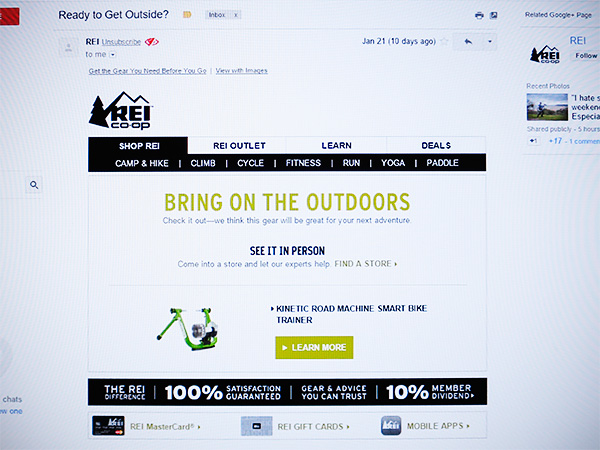 Ready to Get Outside?
Inbox x
Related Google+ Page
REI Unsubscribe
Jan 21 (10 days ago)
to me
REI
Follow
Get the Gear You Need Before You Go | View with Images
Recent Photos
"I hate s
weekend
Especia
Shared publicly - 5 hours
+1 +17 - 1 comment
REI
co·op
SHOP REI REI OUTLET LEARN DEALS
CAMP & HIKE | CLIMB | CYCLE | FITNESS | RUN | YOGA | PADDLE
BRING ON THE OUTDOORS
Check it out—we think this gear will be great for your next adventure.
SEE IT IN PERSON
Come into a store and let our experts help. FIND A STORE ›
KINETIC ROAD MACHINE SMART BIKE
TRAINER
LEARN MORE
THE REI
DIFFERENCE
100% SATISFACTION
GUARANTEED
GEAR & ADVICE
YOU CAN TRUST
10% MEMBER
DIVIDEND ›
chats
w one
REI MasterCard® ›
REI GIFT CARDS ›
MOBILE APPS ›